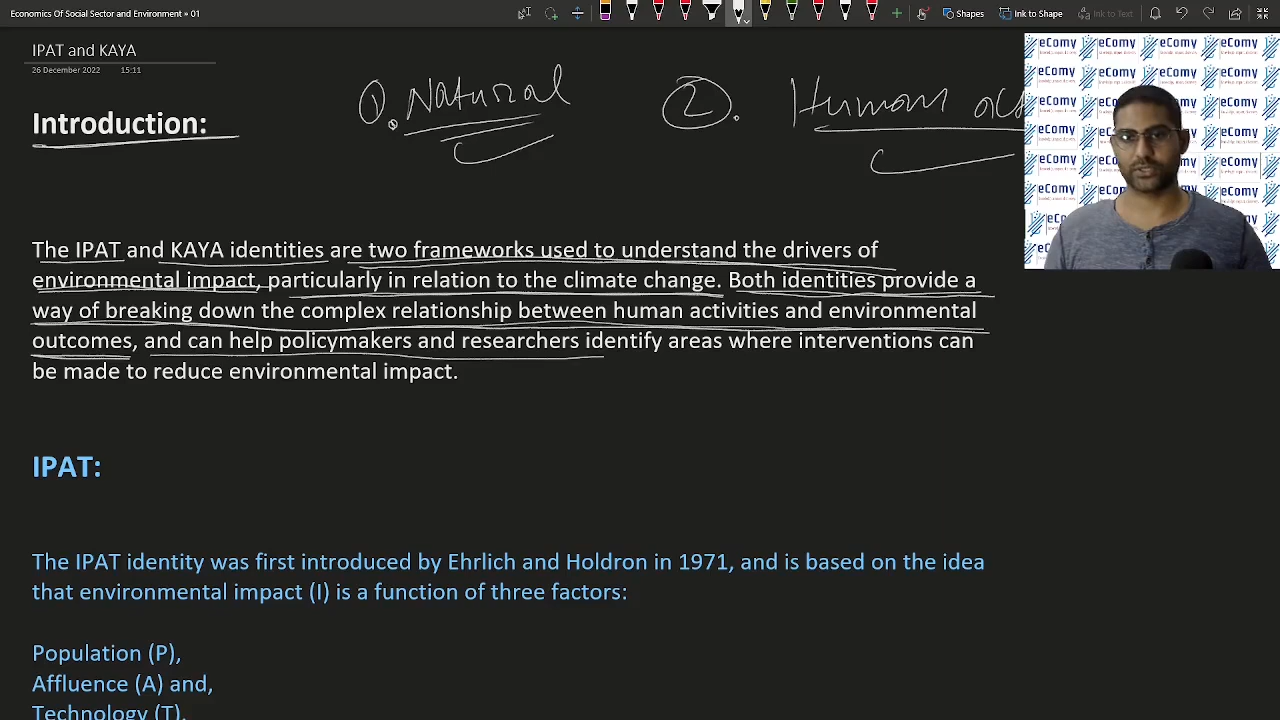 Economics Of Social Sector and Environment » 01
Shapes
Ink to Shape
Ink to Text
IPAT and KAYA
26 December 2022 15:11
1. Natural
2. Human
Introduction:
eComy eComy eComy eComy
The IPAT and KAYA identities are two frameworks used to understand the drivers of
environmental impact, particularly in relation to the climate change. Both identities provide a
way of breaking down the complex relationship between human activities and environmental
outcomes, and can help policymakers and researchers identify areas where interventions can
be made to reduce environmental impact.
IPAT:
The IPAT identity was first introduced by Ehrlich and Holdron in 1971, and is based on the idea
that environmental impact (I) is a function of three factors:
Population (P),
Affluence (A) and,
Technology (T).